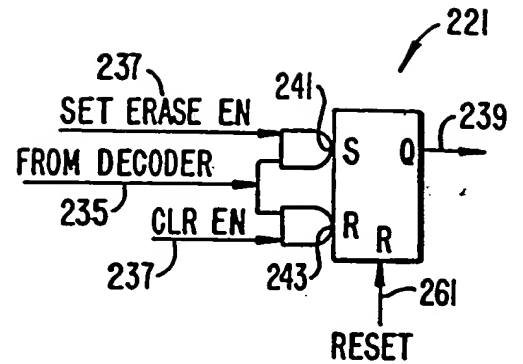 221
237
241
239
SET ERASE EN
S Q
FROM DECODER
235
CLR EN
R
R
237
243
261
RESET